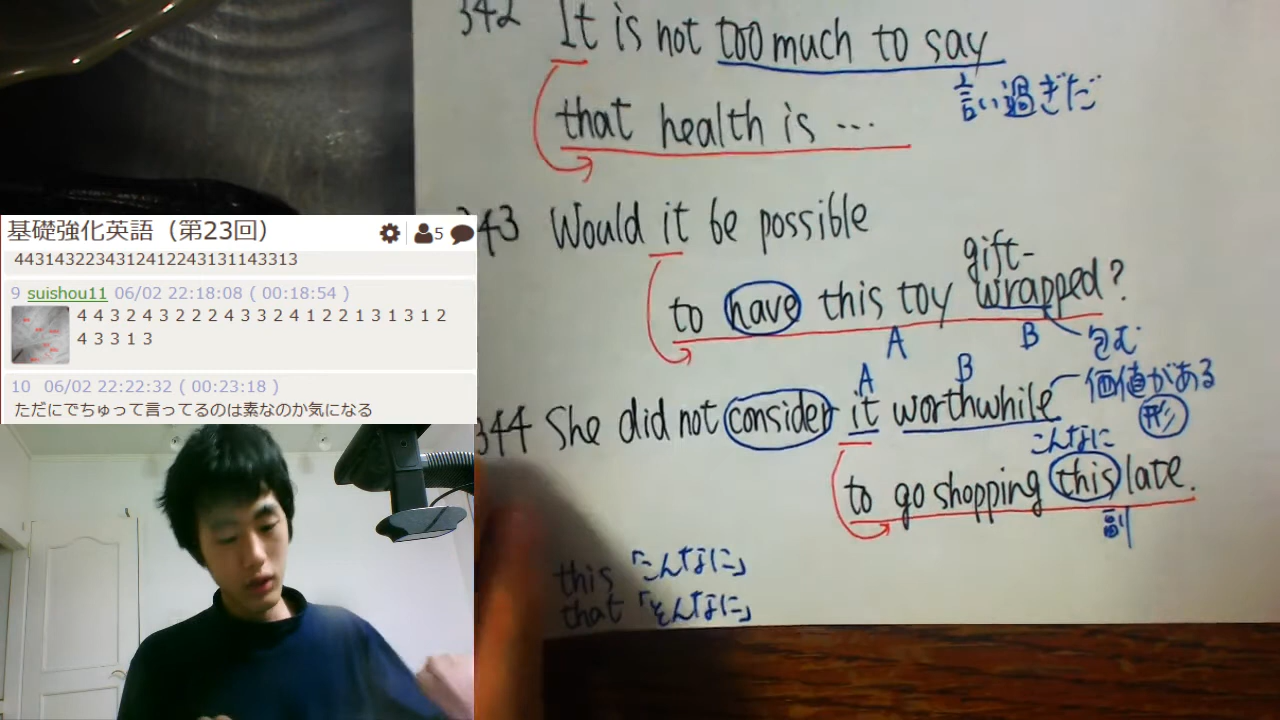 基礎強化英語（第23回）
5
443143223431241224313114331​3
9 suishou11 06/02 22:18:08 ( 00:18:54 )
4 4 3 2 4 3 2 2 2 4 3 3 2 4 1 2 2 1 3 1 3 1 2
4 3 3 1 3
10 06/02 22:22:32 ( 00:23:18 )
ただにでちゅって言ってるのは素なのか気になる
342 It is not too much to say
言い過ぎだ
that health is ...
343 Would it be possible
gift-
to have this toy wrapped?
A B 包む
A B 価値がある
344 She did not consider it worthwhile
形
こんなに
to go shopping this late.
副
this 「こんなに」
that 「そんなに」